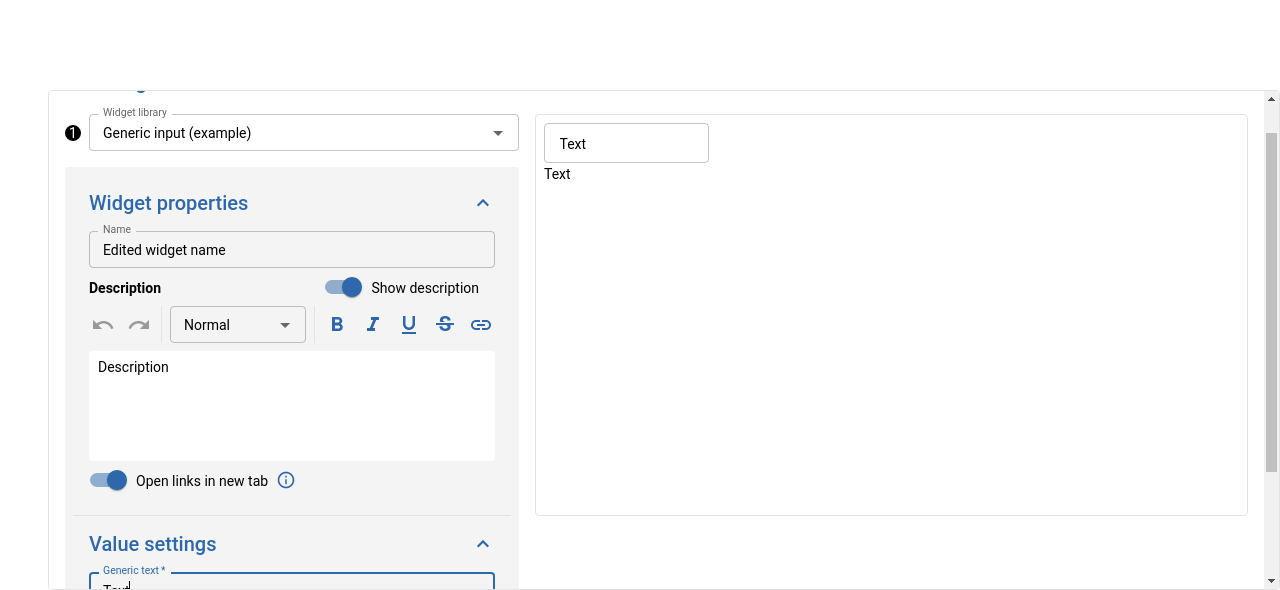 Widget library
1
Generic input (example)
Widget properties
Name
Edited widget name
Description
Show description
Normal
B I U S
Description
Open links in new tab
Value settings
Generic text *
Text
Text
Text